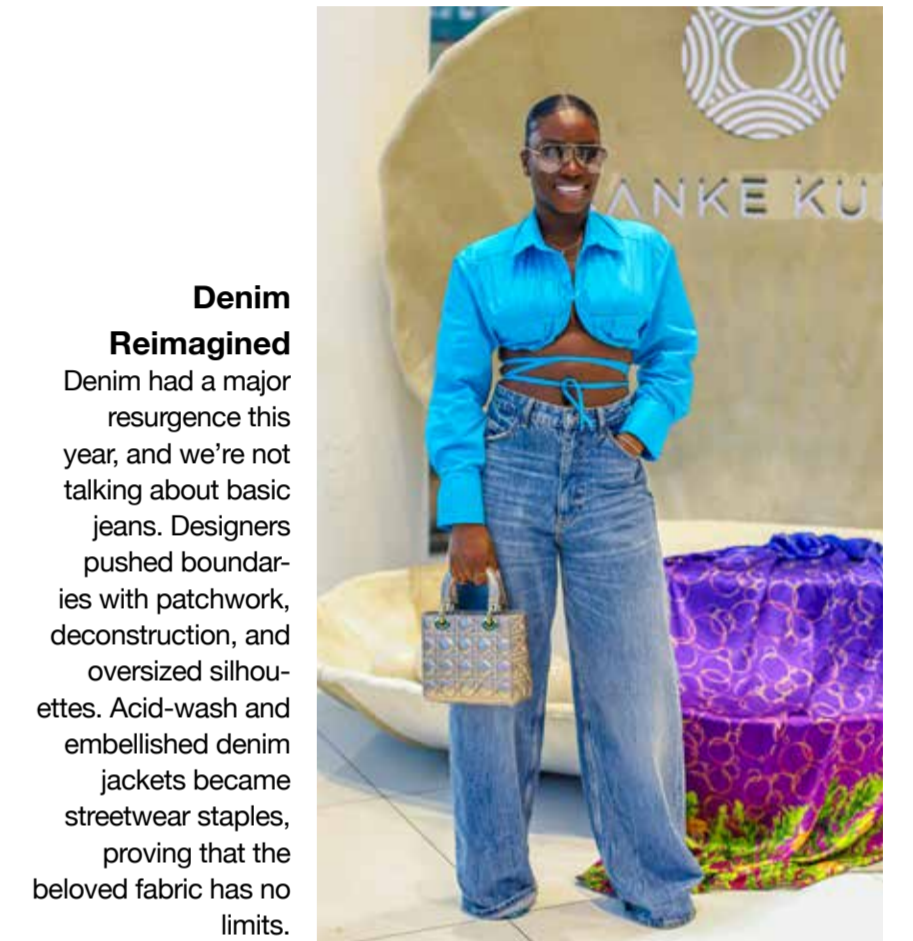 Denim
Reimagined
Denim had a major
resurgence this
year, and we’re not
talking about basic
jeans. Designers
pushed boundar-
ies with patchwork,
deconstruction, and
oversized silhou-
ettes. Acid-wash and
embellished denim
jackets became
streetwear staples,
proving that the
beloved fabric has no
limits.
ANKE KU